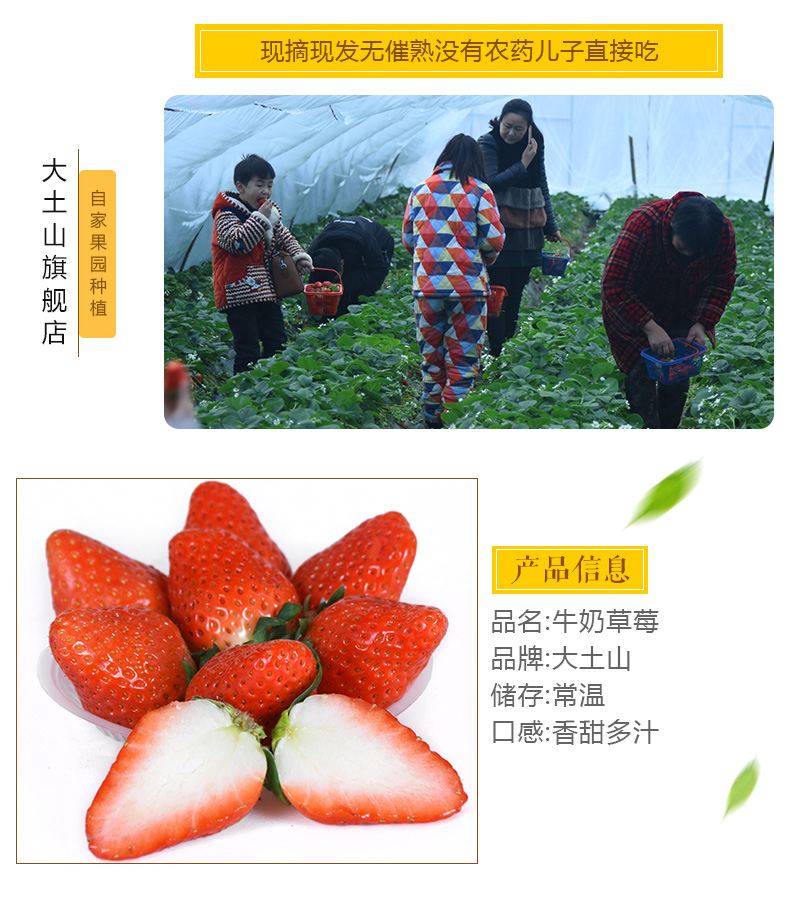 现摘现发无催熟没有农药儿子直接吃
大土山旗舰店
自家果园种植
产品信息
品名:牛奶草莓
品牌:大土山
储存:常温
口感:香甜多汁